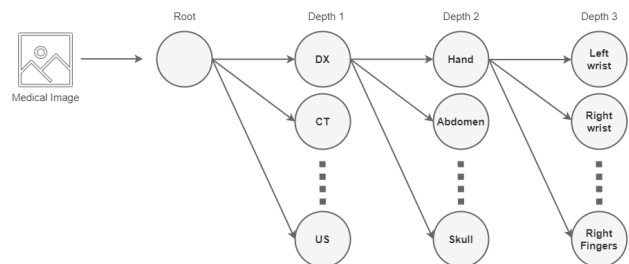 Root
Depth 1
Depth 2
Depth 3
Medical Image
DX
Hand
Left
wrist
CT
Abdomen
Right
wrist
US
Skull
Right
Fingers